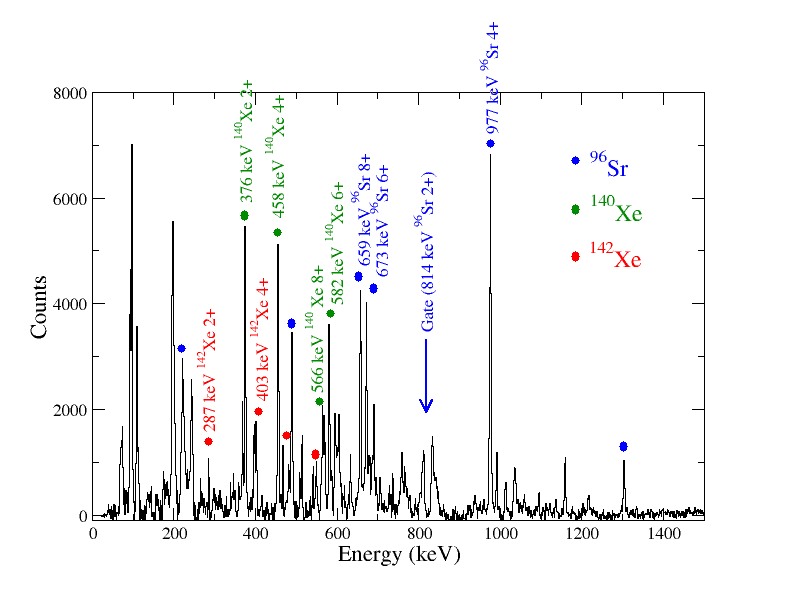 977 keV ⁹⁶Sr 4+
376 keV ¹⁴⁰Xe 2+
458 keV ¹⁴⁰Xe 4+
659 keV ⁹⁶Sr 8+
673 keV ⁹⁶Sr 6+
582 keV ¹⁴⁰Xe 6+
Gate (814 keV ⁹⁶Sr 2+)
566 keV ¹⁴⁰ Xe 8+
403 keV ¹⁴²Xe 4+
287 keV ¹⁴²Xe 2+
⁹⁶Sr
¹⁴⁰Xe
¹⁴²Xe
8000
6000
4000
2000
0
Counts
0 200 400 600 800 1000 1200 1400
Energy (keV)